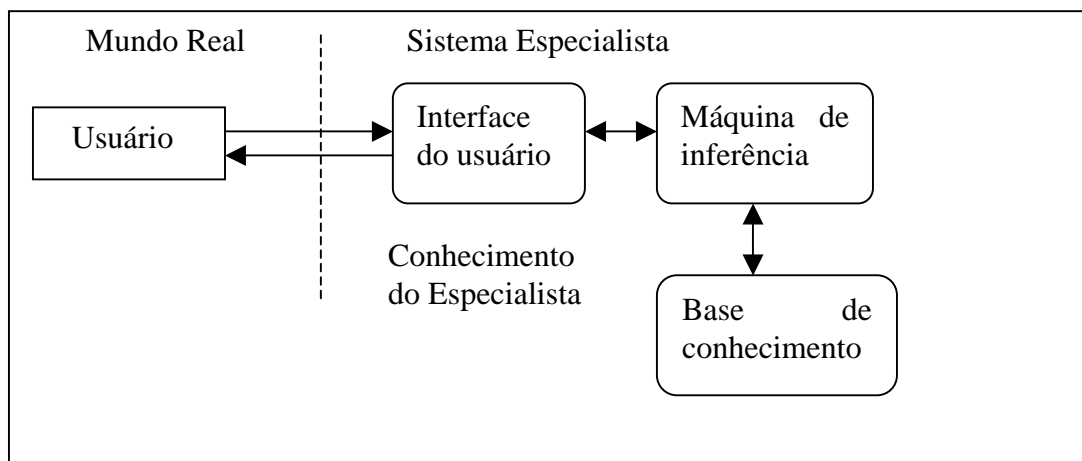 Mundo Real
Sistema Especialista
Usuário
Interface
do usuário
Máquina de
inferência
Conhecimento
do Especialista
Base de
conhecimento